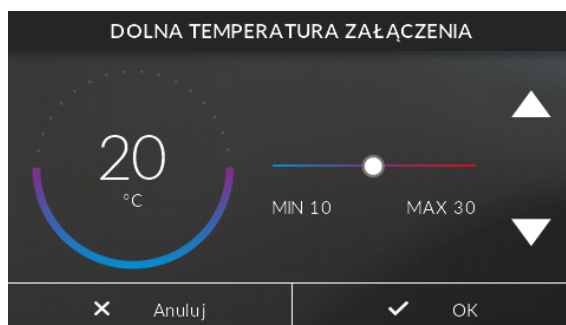 DOLNA TEMPERATURA ZAŁĄCZENIA
20
°C
MIN 10 MAX 30
Anuluj OK